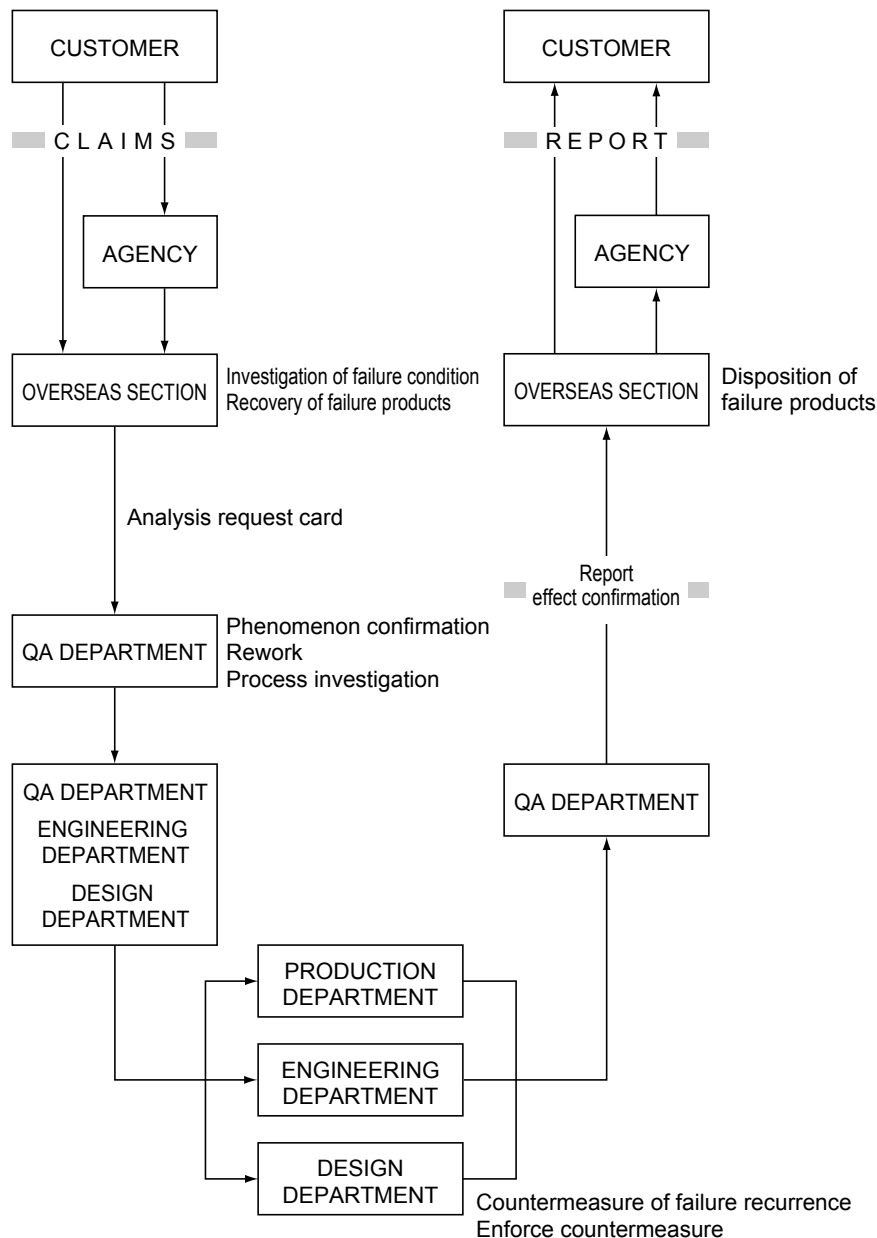 CUSTOMER
CLAIMS
AGENCY
OVERSEAS SECTION
Investigation of failure condition
Recovery of failure products
Analysis request card
QA DEPARTMENT
Phenomenon confirmation
Rework
Process investigation
QA DEPARTMENT
ENGINEERING
DEPARTMENT
DESIGN
DEPARTMENT
PRODUCTION
DEPARTMENT
ENGINEERING
DEPARTMENT
DESIGN
DEPARTMENT
Countermeasure of failure recurrence
Enforce countermeasure
QA DEPARTMENT
Report
effect confirmation
OVERSEAS SECTION
Disposition of
failure products
AGENCY
REPORT
CUSTOMER